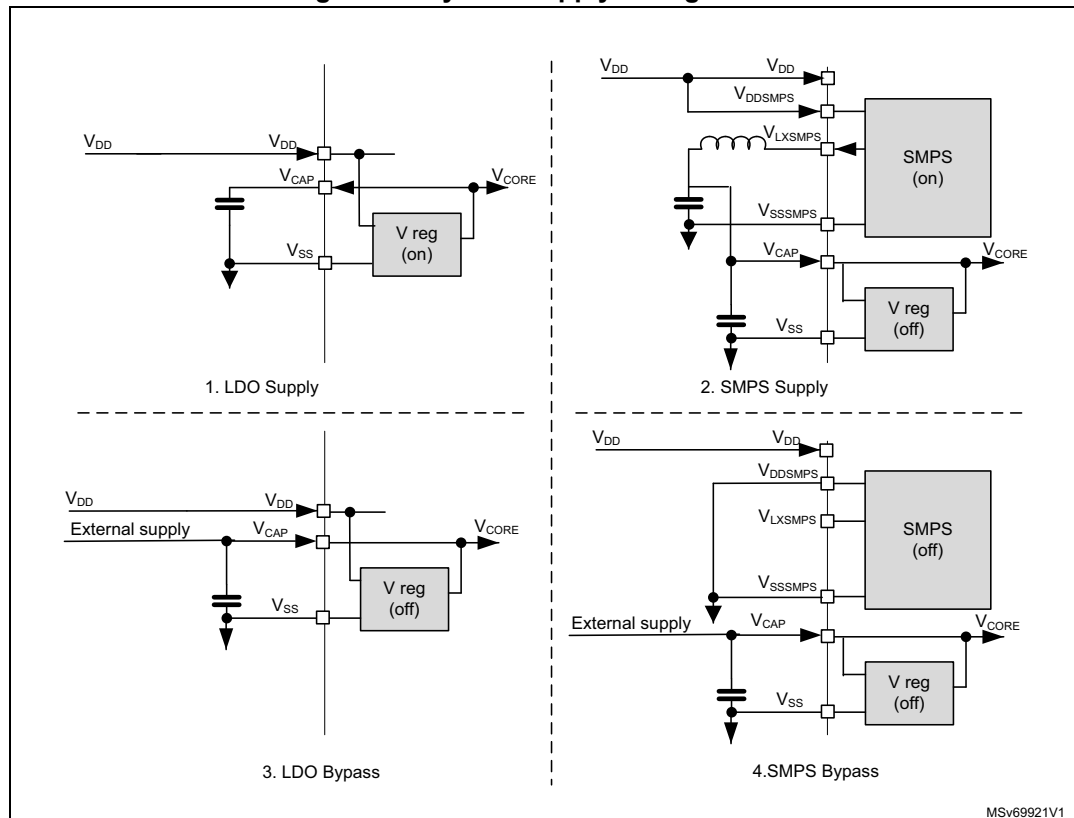 VDD
VDD
VCAP
VCORE
VSS
V reg
(on)
1. LDO Supply
VDD
VDD
VDDSMPS
VLXSMPS
SMPS
(on)
VSSSMPS
VCAP
VCORE
V reg
(off)
VSS
2. SMPS Supply
VDD
VDD
External supply
VCAP
VCORE
V reg
(off)
VSS
3. LDO Bypass
VDD
VDD
VDDSMPS
VLXSMPS
SMPS
(off)
VSSSMPS
External supply
VCAP
VCORE
V reg
(off)
VSS
4.SMPS Bypass
MSv69921V1